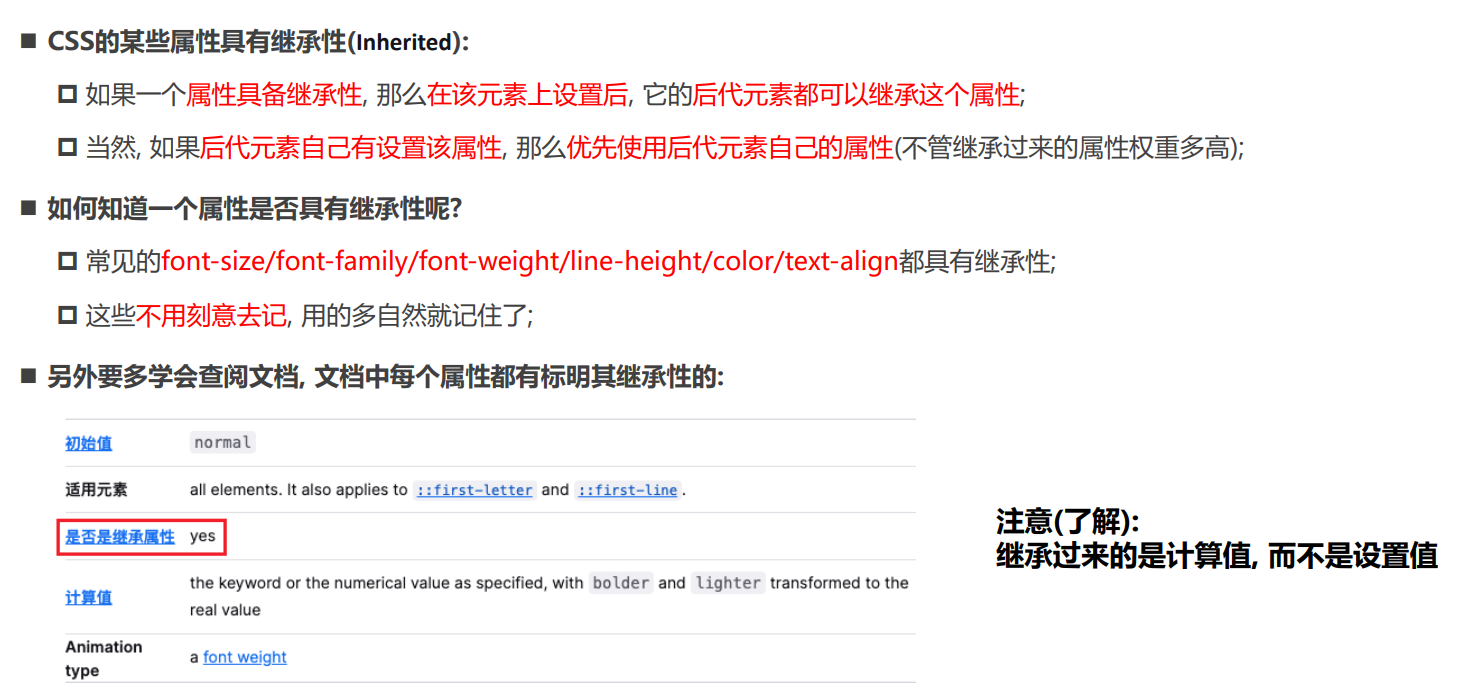 CSS的某些属性具有继承性(Inherited):
如果一个属性具备继承性, 那么在该元素上设置后, 它的后代元素都可以继承这个属性;
当然, 如果后代元素自己有设置该属性, 那么优先使用后代元素自己的属性(不管继承过来的属性权重多高);
如何知道一个属性是否具有继承性呢?
常见的font-size/font-family/font-weight/line-height/color/text-align都具有继承性;
这些不用刻意去记, 用的多自然就记住了;
另外要多学会查阅文档, 文档中每个属性都有标明其继承性的:
初始值 normal
适用元素 all elements. It also applies to ::first-letter and ::first-line.
是否是继承属性 yes
计算值 the keyword or the numerical value as specified, with bolder and lighter transformed to the
real value
Animation
type a font weight
注意(了解):
继承过来的是计算值, 而不是设置值